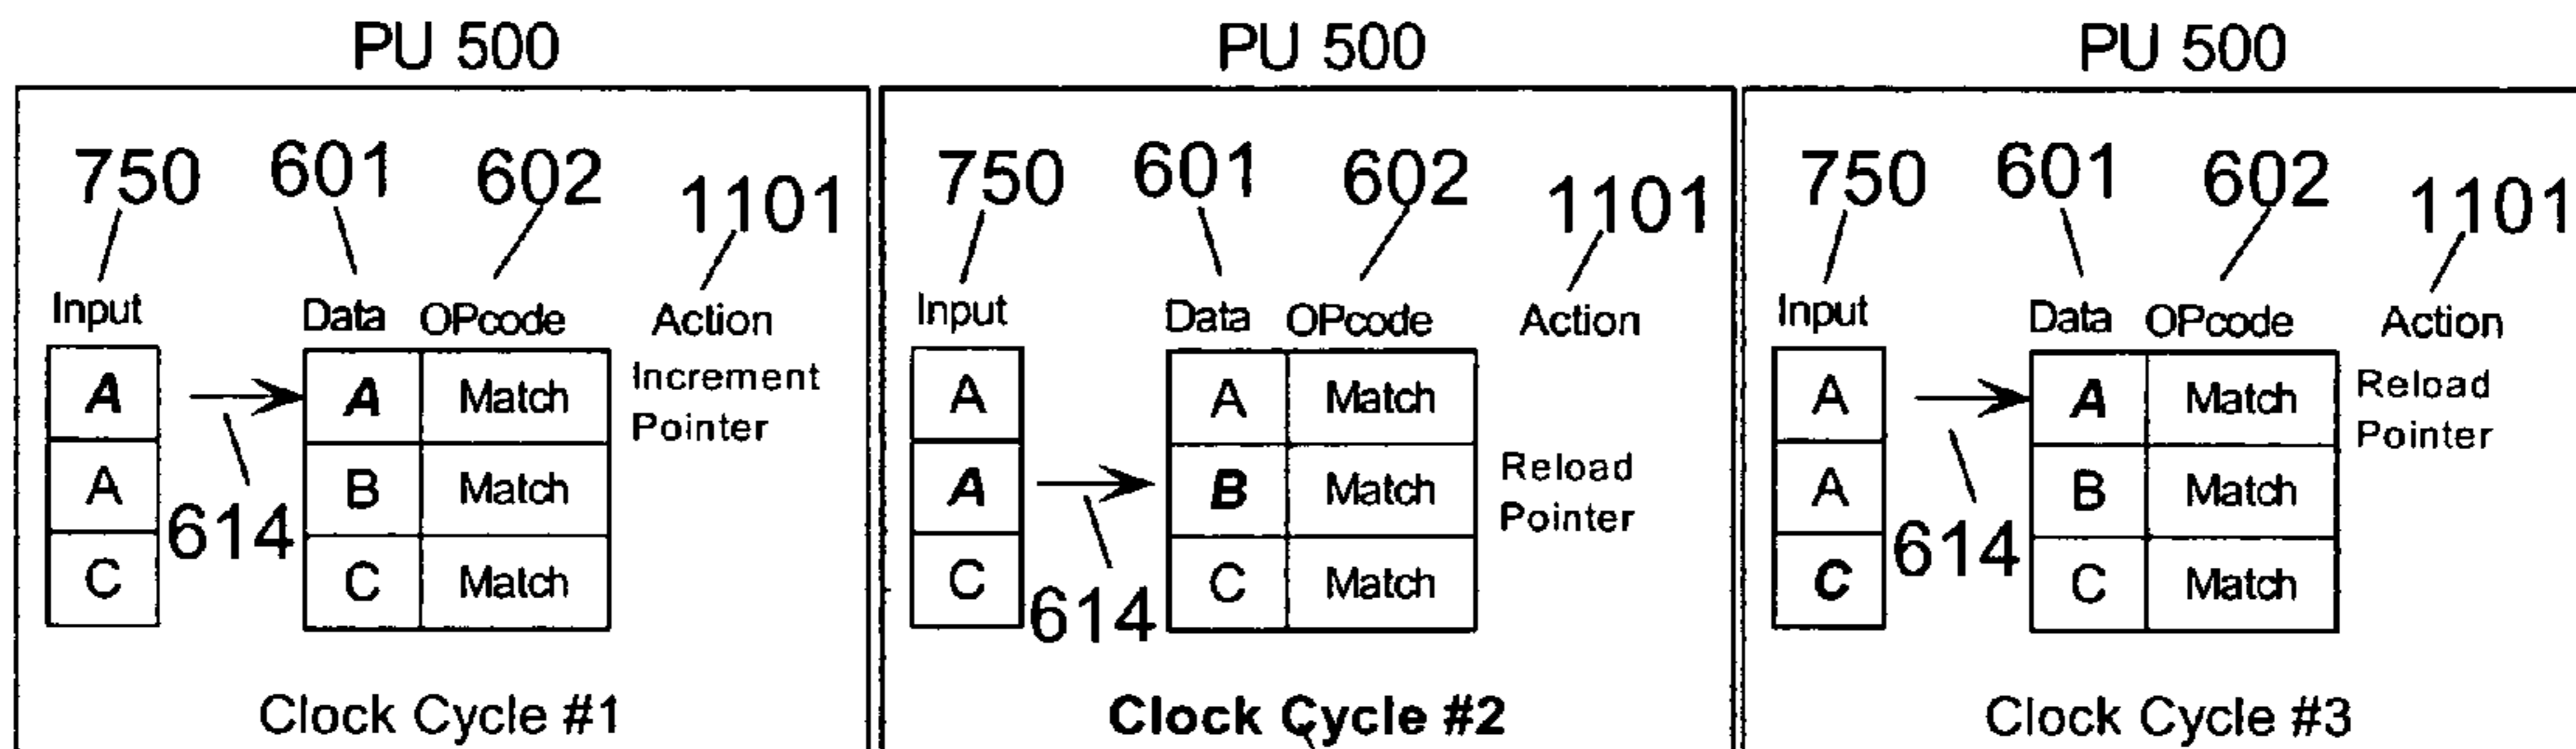 PU 500
750 601 602 1101
Input Data OPcode Action
A A Match Increment Pointer
A B Match
614
C C Match
Clock Cycle #1
PU 500
750 601 602 1101
Input Data OPcode Action
A A Match
A B Match Reload Pointer
C C Match
614
Clock Cycle #2
PU 500
750 601 602 1101
Input Data OPcode Action
A A Match Reload Pointer
A B Match
614
C C Match
Clock Cycle #3